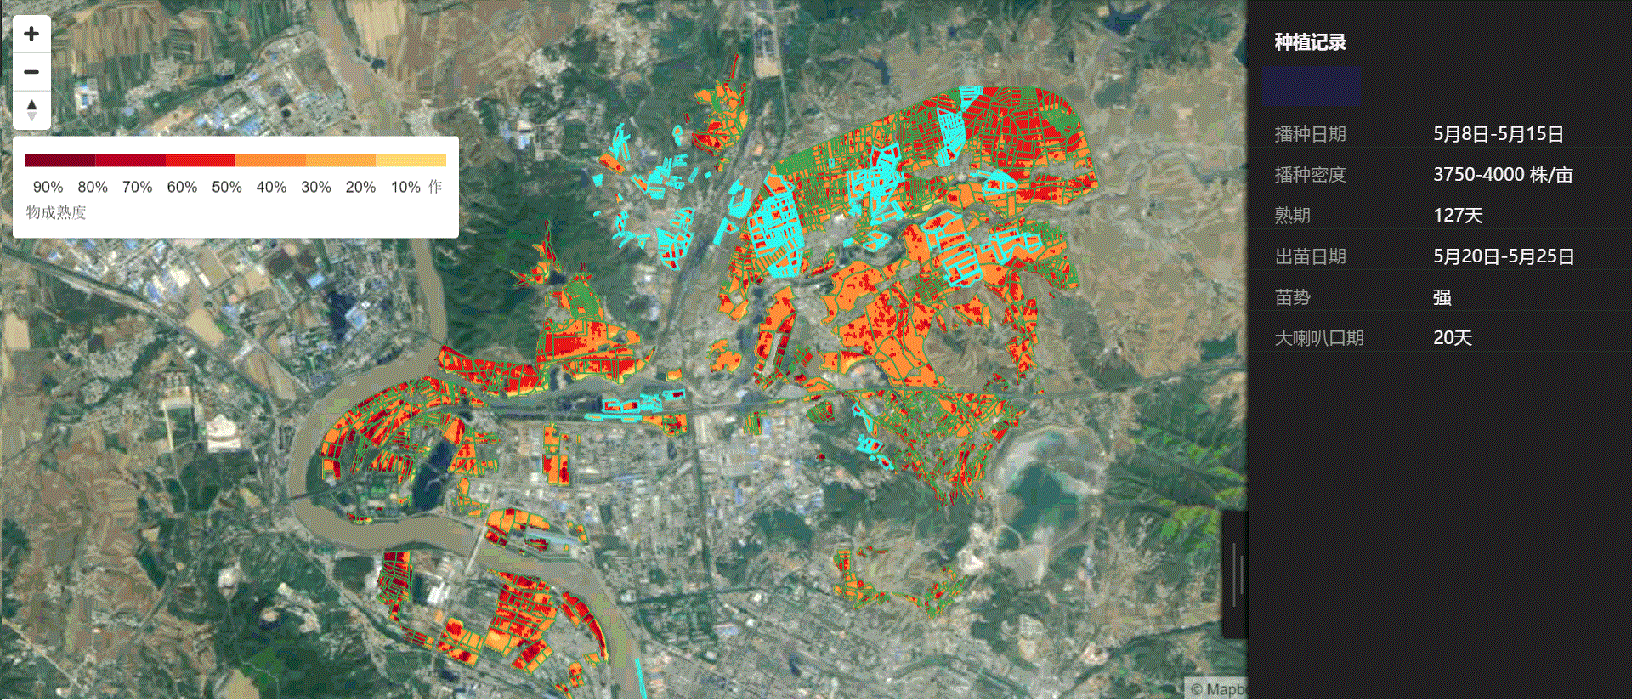 +
−
90% 80% 70% 60% 50% 40% 30% 20% 10% 作
物成熟度
种植记录
播种日期 5月8日-5月15日
播种密度 3750-4000 株/亩
熟期 127天
出苗日期 5月20日-5月25日
苗势 强
大喇叭口期 20天
© Mapbo